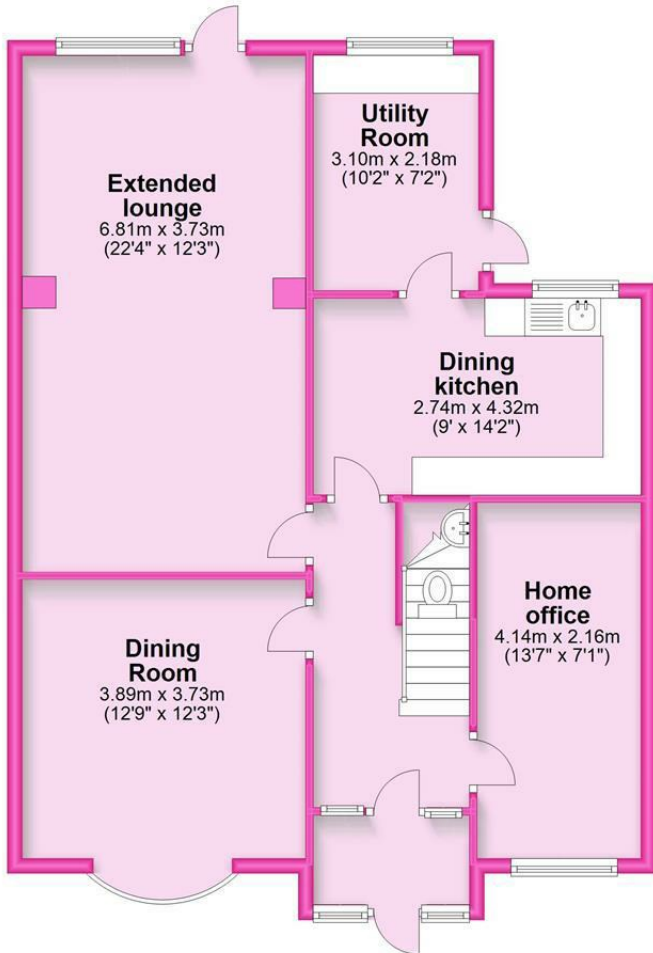 Utility
Room
3.10m x 2.18m
(10'2" x 7'2")
Extended
lounge
6.81m x 3.73m
(22'4" x 12'3")
Dining
kitchen
2.74m x 4.32m
(9' x 14'2")
Home
office
4.14m x 2.16m
(13'7" x 7'1")
Dining
Room
3.89m x 3.73m
(12'9" x 12'3")